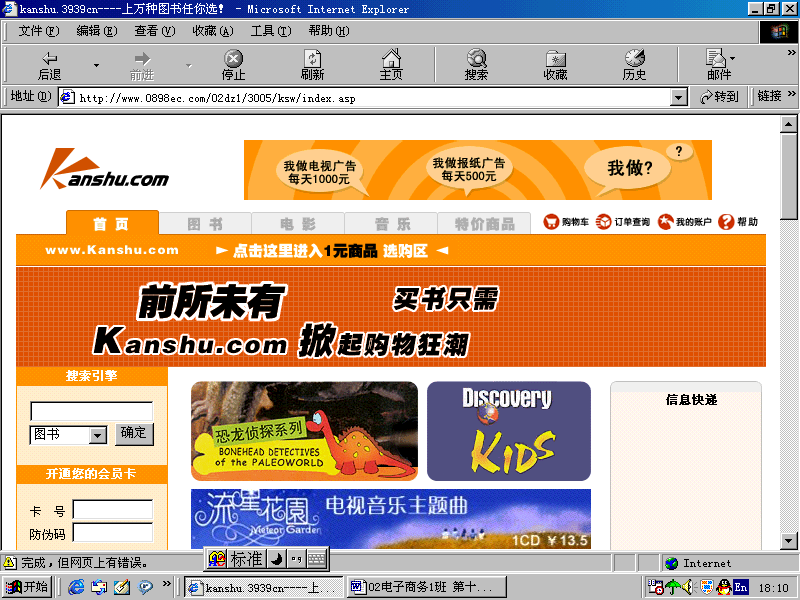 kanshu.3939cn----上万种图书任你选! - Microsoft Internet Explorer
文件(F) 编辑(E) 查看(V) 收藏(A) 工具(T) 帮助(H)
后退 前进 停止 刷新 主页 搜索 收藏 历史 邮件 »
地址(D) http://www.0898ec.com/02dz1/3005/ksw/index.asp 转到 链接 »
Kanshu.com
我做电视广告
每天1000元
我做报纸广告
每天500元
我做?
?
首 页 图 书 电 影 音 乐 特价商品 购物车 订单查询 我的账户 帮 助
www.Kanshu.com 点击这里进入1元商品 选购区
前所未有 买书只需
Kanshu.com 掀起购物狂潮
搜索引擎
图书 确定
开通您的会员卡
卡 号
防伪码
恐龙侦探系列
BONEHEAD DETECTIVES
of the PALEOWORLD
Discovery
KIDS
信息快递
流星花園
Meteor Garden
电视音乐主题曲
1CD ￥13.5
完成，但网页上有错误。 标准 Internet
开始 » kanshu.3939cn----上... 02电子商务1班 第十... En 18:10